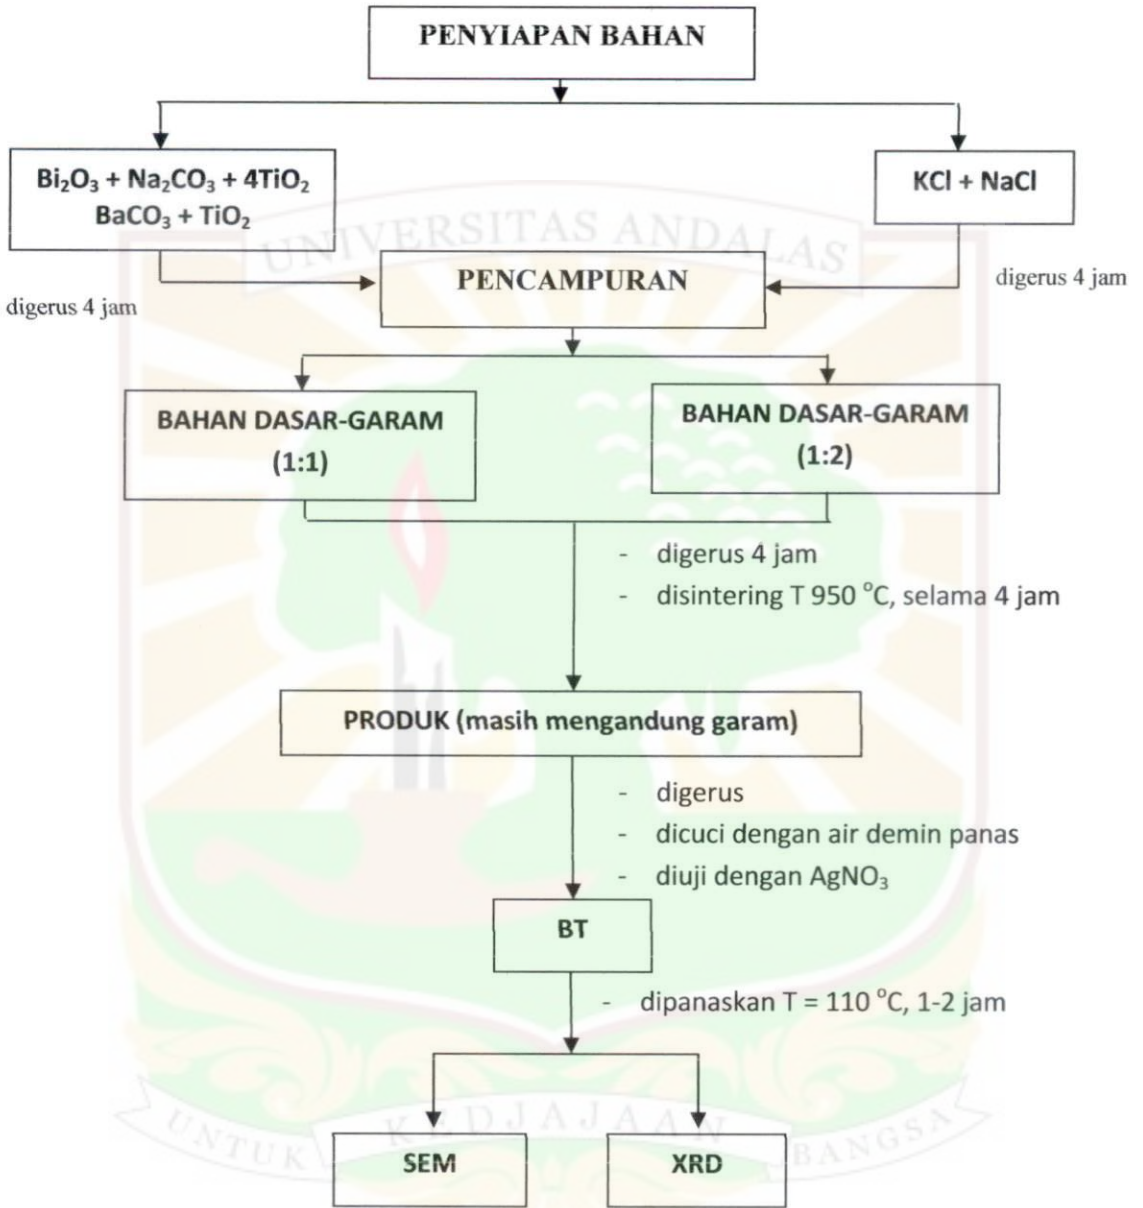 PENYIAPAN BAHAN
Bi₂O₃ + Na₂CO₃ + 4TiO₂
BaCO₃ + TiO₂
KCl + NaCl
UNIVERSITAS ANDALAS
PENCAMPURAN
digerus 4 jam
digerus 4 jam
BAHAN DASAR-GARAM
(1:1)
BAHAN DASAR-GARAM
(1:2)
- digerus 4 jam
- disintering T 950 °C, selama 4 jam
PRODUK (masih mengandung garam)
- digerus
- dicuci dengan air demin panas
- diuji dengan AgNO₃
BT
- dipanaskan T = 110 °C, 1-2 jam
UNTUK KEDJAJAAN BANGSA
SEM
XRD